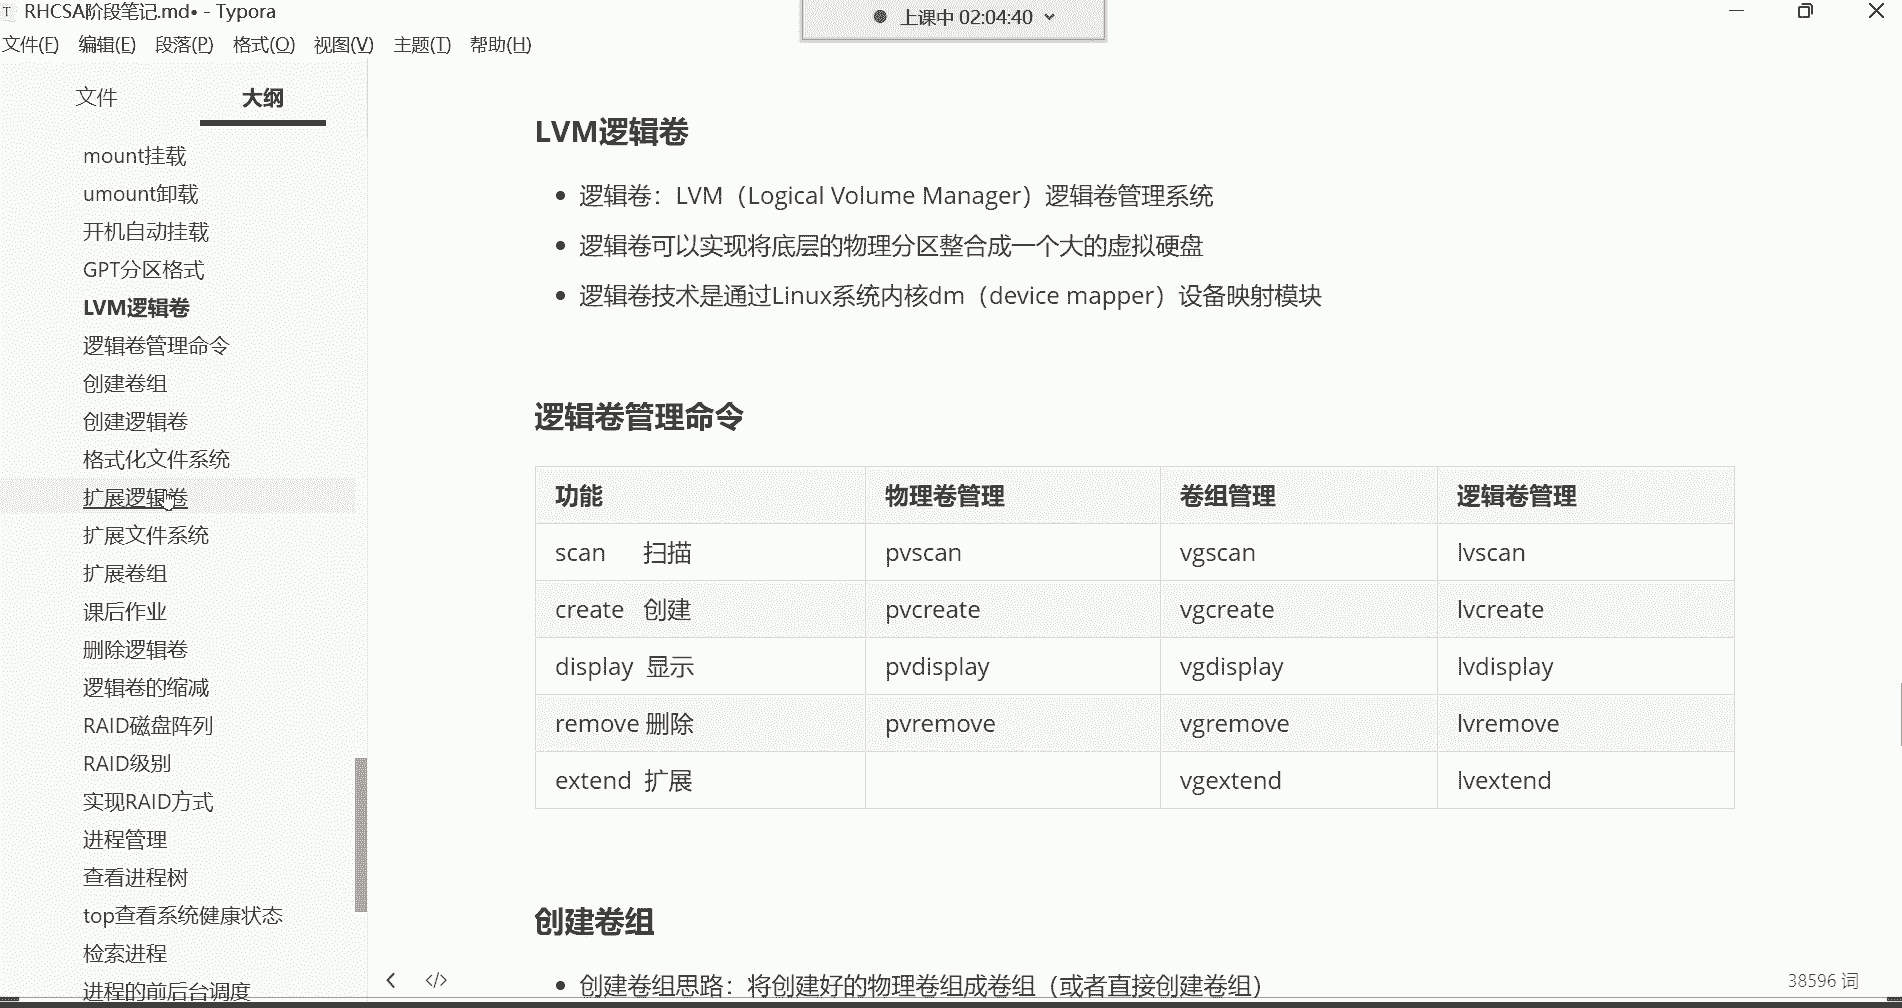 RHCSA阶段笔记.md• - Typora
上课中 02:04:40
文件(F) 编辑(E) 段落(P) 格式(O) 视图(V) 主题(T) 帮助(H)
文件 大纲
mount挂载
umount卸载
开机自动挂载
GPT分区格式
LVM逻辑卷
逻辑卷管理命令
创建卷组
创建逻辑卷
格式化文件系统
扩展逻辑卷
扩展文件系统
扩展卷组
课后作业
删除逻辑卷
逻辑卷的缩减
RAID磁盘阵列
RAID级别
实现RAID方式
进程管理
查看进程树
top查看系统健康状态
检索进程
进程的前后台调度
LVM逻辑卷
• 逻辑卷：LVM（Logical Volume Manager）逻辑卷管理系统
• 逻辑卷可以实现将底层的物理分区整合成一个大的虚拟硬盘
• 逻辑卷技术是通过Linux系统内核dm（device mapper）设备映射模块
逻辑卷管理命令
功能 物理卷管理 卷组管理 逻辑卷管理
scan 扫描 pvscan vgscan lvscan
create 创建 pvcreate vgcreate lvcreate
display 显示 pvdisplay vgdisplay lvdisplay
remove 删除 pvremove vgremove lvremove
extend 扩展 vgextend lvextend
创建卷组
• 创建卷组思路：将创建好的物理卷组成卷组（或者直接创建卷组）
</> 38596 词